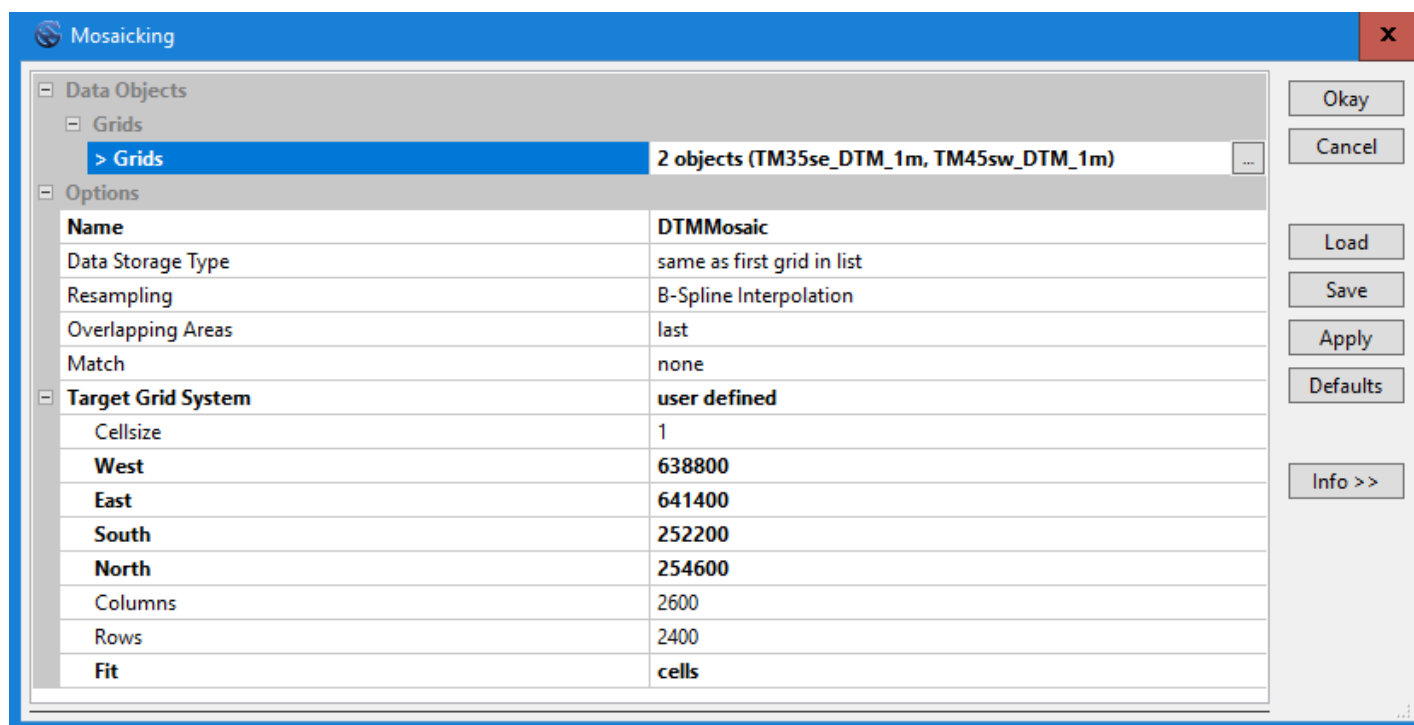 Mosaicking
x
Data Objects
Okay
Grids
> Grids 2 objects (TM35se_DTM_1m, TM45sw_DTM_1m) ...
Cancel
Options
Name DTMMosaic
Load
Data Storage Type same as first grid in list
Resampling B-Spline Interpolation
Save
Overlapping Areas last
Apply
Match none
Defaults
Target Grid System user defined
Cellsize 1
West 638800
Info >>
East 641400
South 252200
North 254600
Columns 2600
Rows 2400
Fit cells